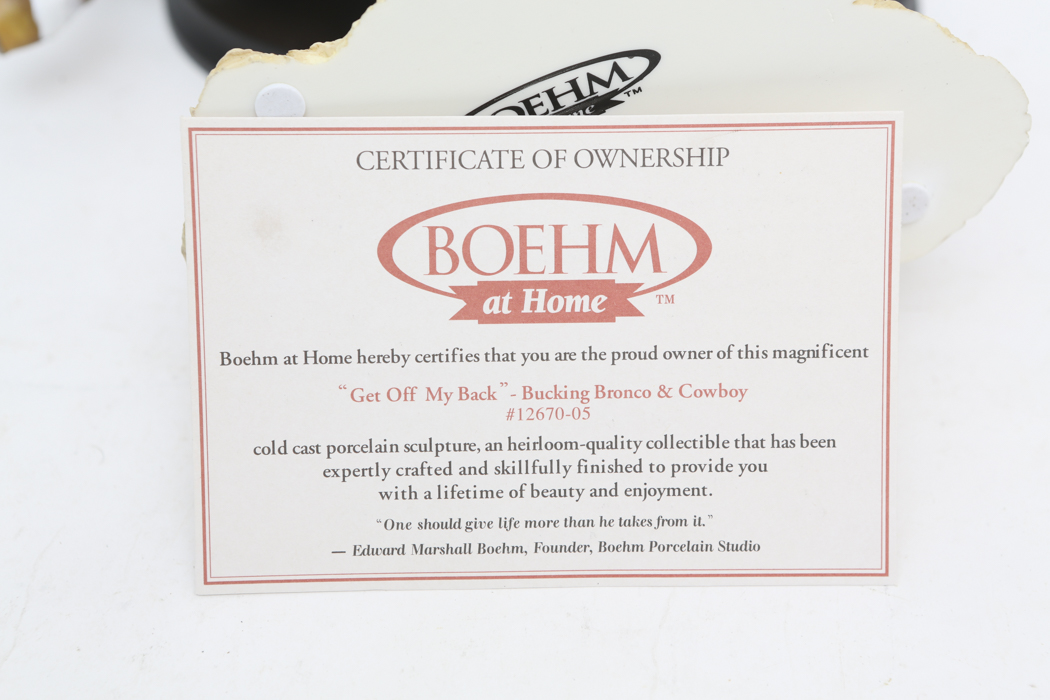 BOEHM
TM
CERTIFICATE OF OWNERSHIP
BOEHM
at Home
TM
Boehm at Home hereby certifies that you are the proud owner of this magnificent
“Get Off My Back”- Bucking Bronco & Cowboy
#12670-05
cold cast porcelain sculpture, an heirloom-quality collectible that has been
expertly crafted and skillfully finished to provide you
with a lifetime of beauty and enjoyment.
“One should give life more than he takes from it.”
— Edward Marshall Boehm, Founder, Boehm Porcelain Studio